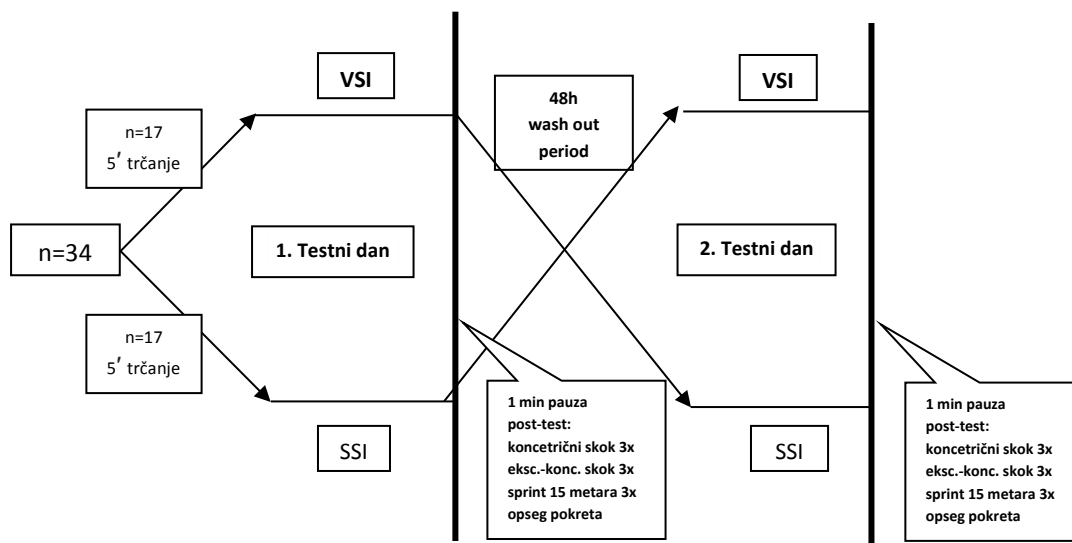 VSI
VSI
48h
wash out
period
n=17
5′ trčanje
n=34
1. Testni dan
2. Testni dan
n=17
5′ trčanje
SSI
SSI
1 min pauza
post-test:
koncetrični skok 3x
eksc.-konc. skok 3x
sprint 15 metara 3x
opseg pokreta
1 min pauza
post-test:
koncetrični skok 3x
eksc.-konc. skok 3x
sprint 15 metara 3x
opseg pokreta